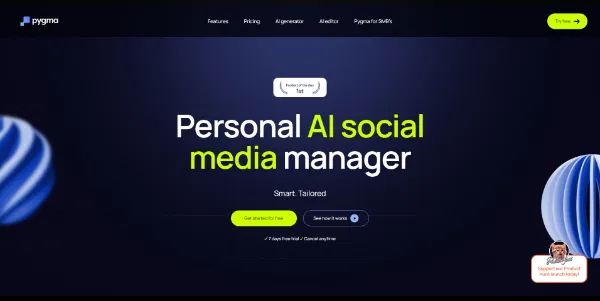 pygma
Features
Pricing
AI generator
AI editor
Pygma for SMB's
Try free
Product of the day
1st
Personal AI social
media manager
Smart. Tailored
Get started for free
See how it works
✓ 7 days free trial ✓ Cancel anytime
Support our Product
Hunt launch today!